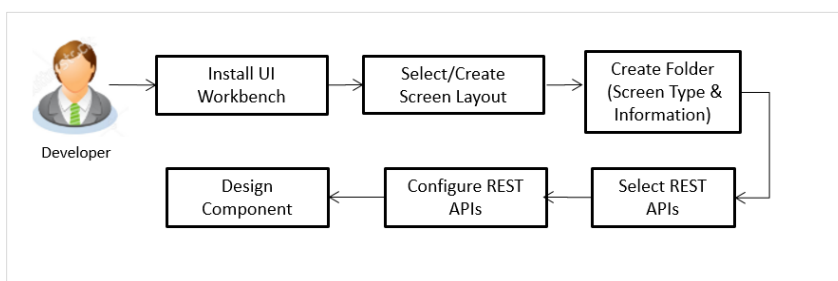 Install UI
Workbench
Select/Create
Screen Layout
Create Folder
(Screen Type &
Information)
Developer
Select REST
APIs
Configure REST
APIs
Design
Component